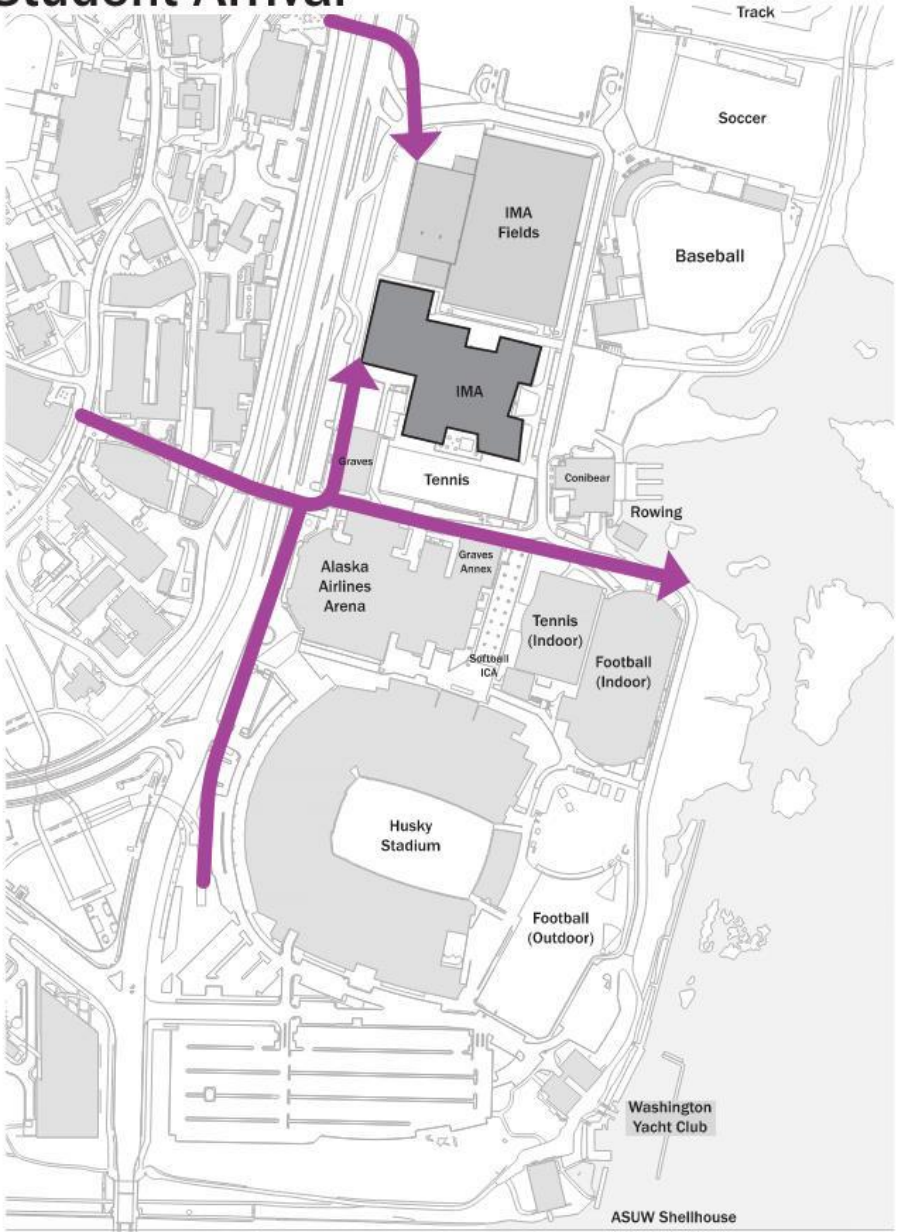 Student Arrival
Track
Soccer
IMA
Fields
Baseball
IMA
Graves
Tennis
Conibear
Rowing
Alaska
Airlines
Arena
Graves
Annex
Tennis
(Indoor)
Softball
ICA
Football
(Indoor)
Husky
Stadium
Football
(Outdoor)
Washington
Yacht Club
ASUW Shellhouse